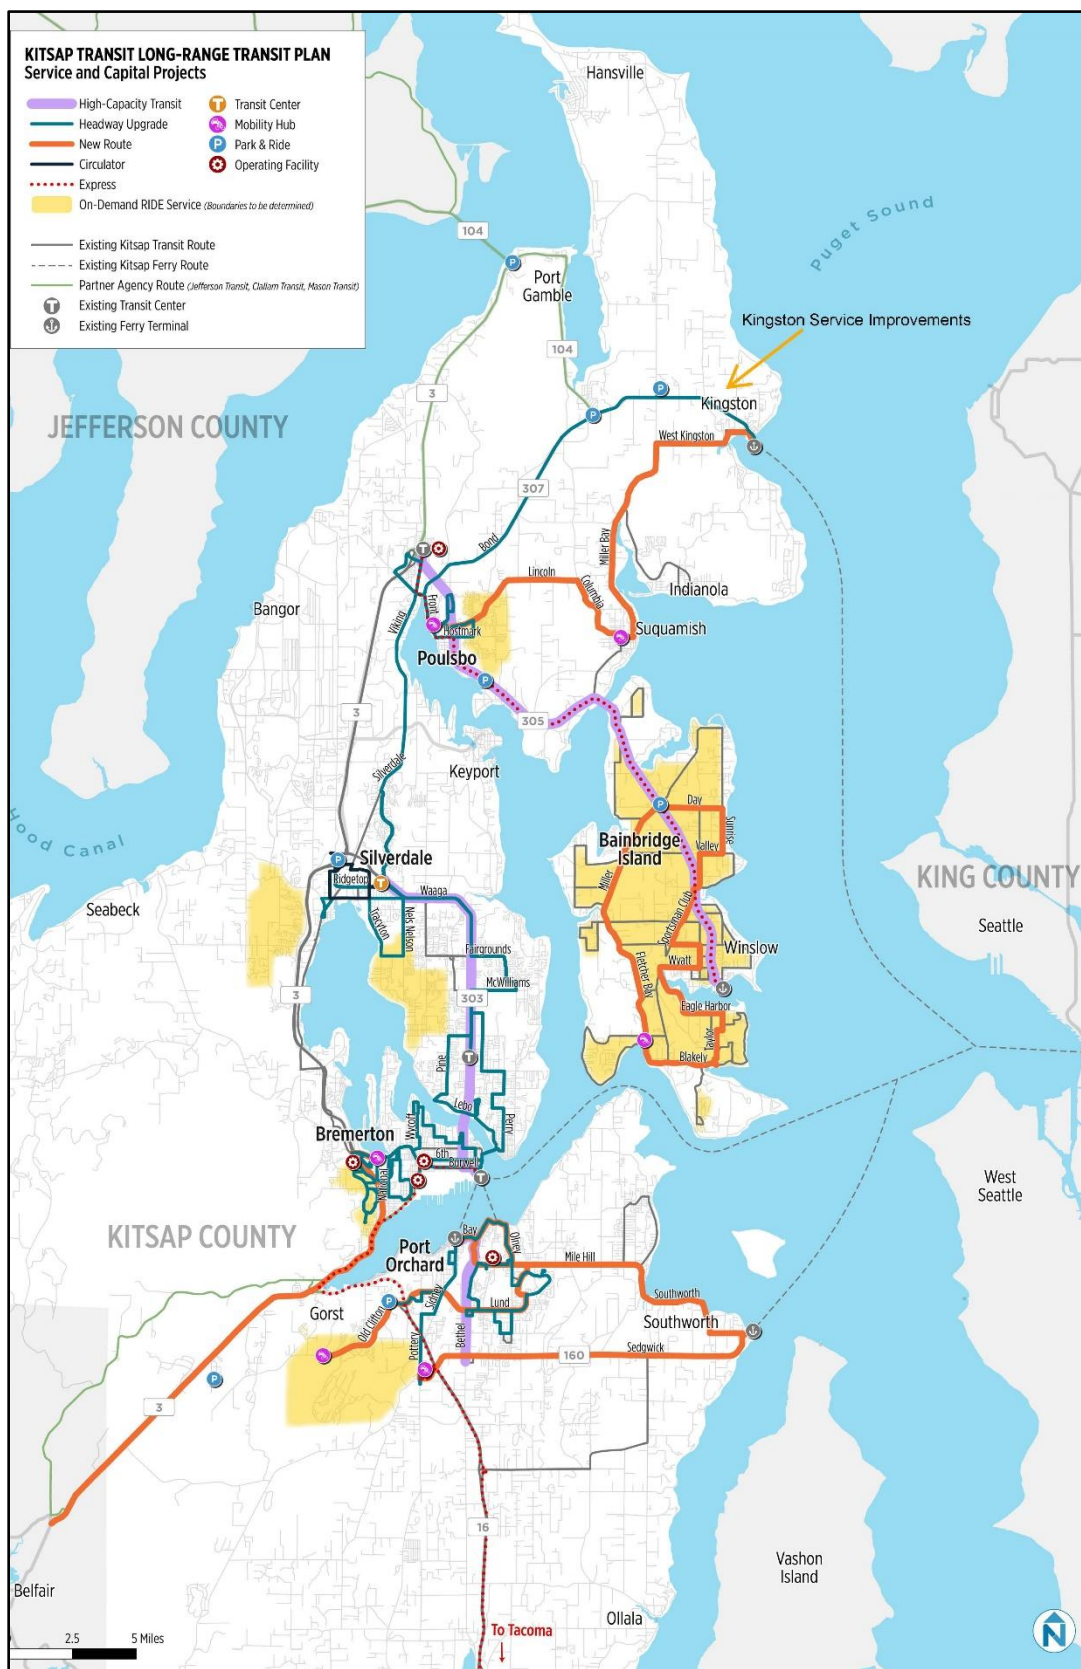 KITSAP TRANSIT LONG-RANGE TRANSIT PLAN
Service and Capital Projects
High-Capacity Transit
Headway Upgrade
New Route
Circulator
Express
On-Demand RIDE Service (Boundaries to be determined)
Transit Center
Mobility Hub
Park & Ride
Operating Facility
Existing Kitsap Transit Route
Existing Kitsap Ferry Route
Partner Agency Route (Jefferson Transit, Clallam Transit, Mason Transit)
Existing Transit Center
Existing Ferry Terminal
Hansville
Puget Sound
104
Port
Gamble
Kingston Service Improvements
104
3
JEFFERSON COUNTY
Kingston
West Kingston
307
Bond
Miller Bay
Lincoln
Columbia
Indianola
Bangor
Viking
Front
Hostmark
Suquamish
Poulsbo
3
305
Silverdale
Keyport
Hood Canal
Day
Sunrise
Bainbridge
Island
Valley
Miller
Silverdale
Ridgetop
Waaga
KING COUNTY
Seabeck
Tracyton
Nels Nelson
Sportsman Club
Seattle
Fairgrounds
Winslow
Wyatt
McWilliams
Fletcher Bay
3
303
Eagle Harbor
Taylor
Pine
Blakely
Lebo
Perry
Wycoff
Bremerton
6th
Burwell
National
West
Seattle
KITSAP COUNTY
Bay
Port
Orchard
Olney
Mile Hill
Sidney
Southworth
Gorst
Old Clifton
Lund
Southworth
Pottery
Bethel
Sedgwick
160
3
16
Vashon
Island
Belfair
Ollala
2.5
5 Miles
To Tacoma
N